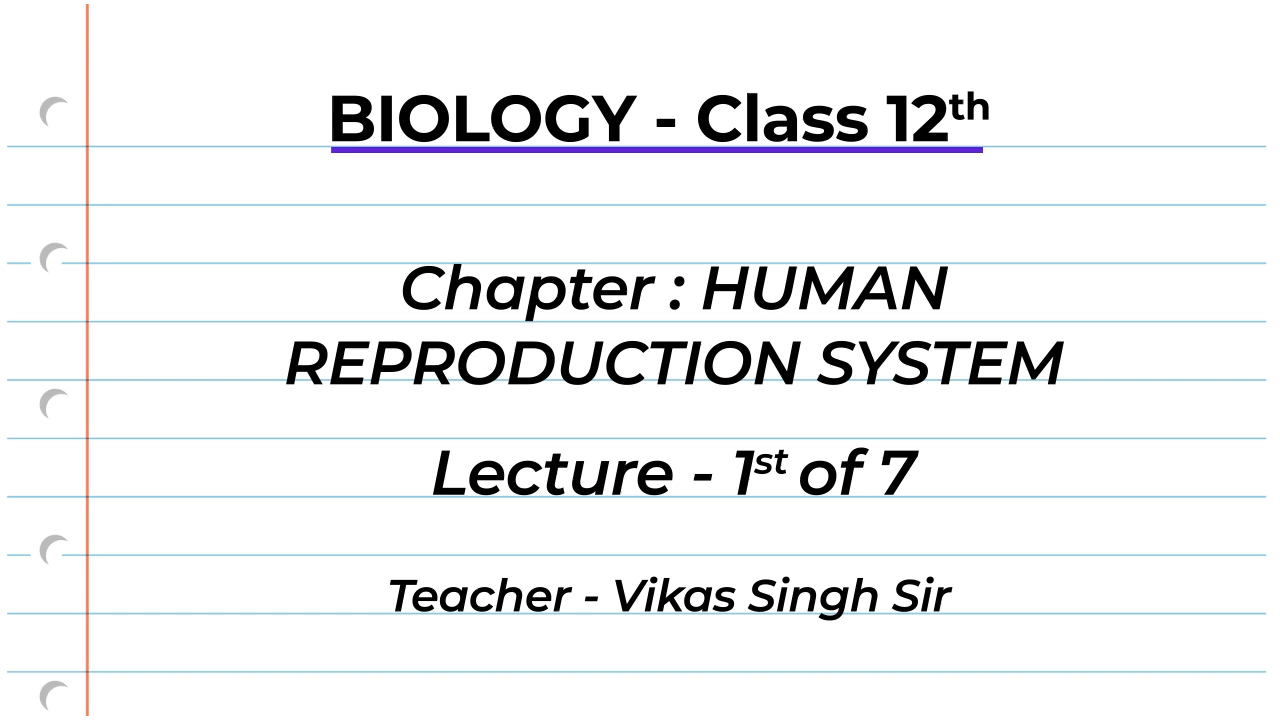 BIOLOGY - Class 12th
Chapter : HUMAN
REPRODUCTION SYSTEM
Lecture - 1st of 7
Teacher - Vikas Singh Sir